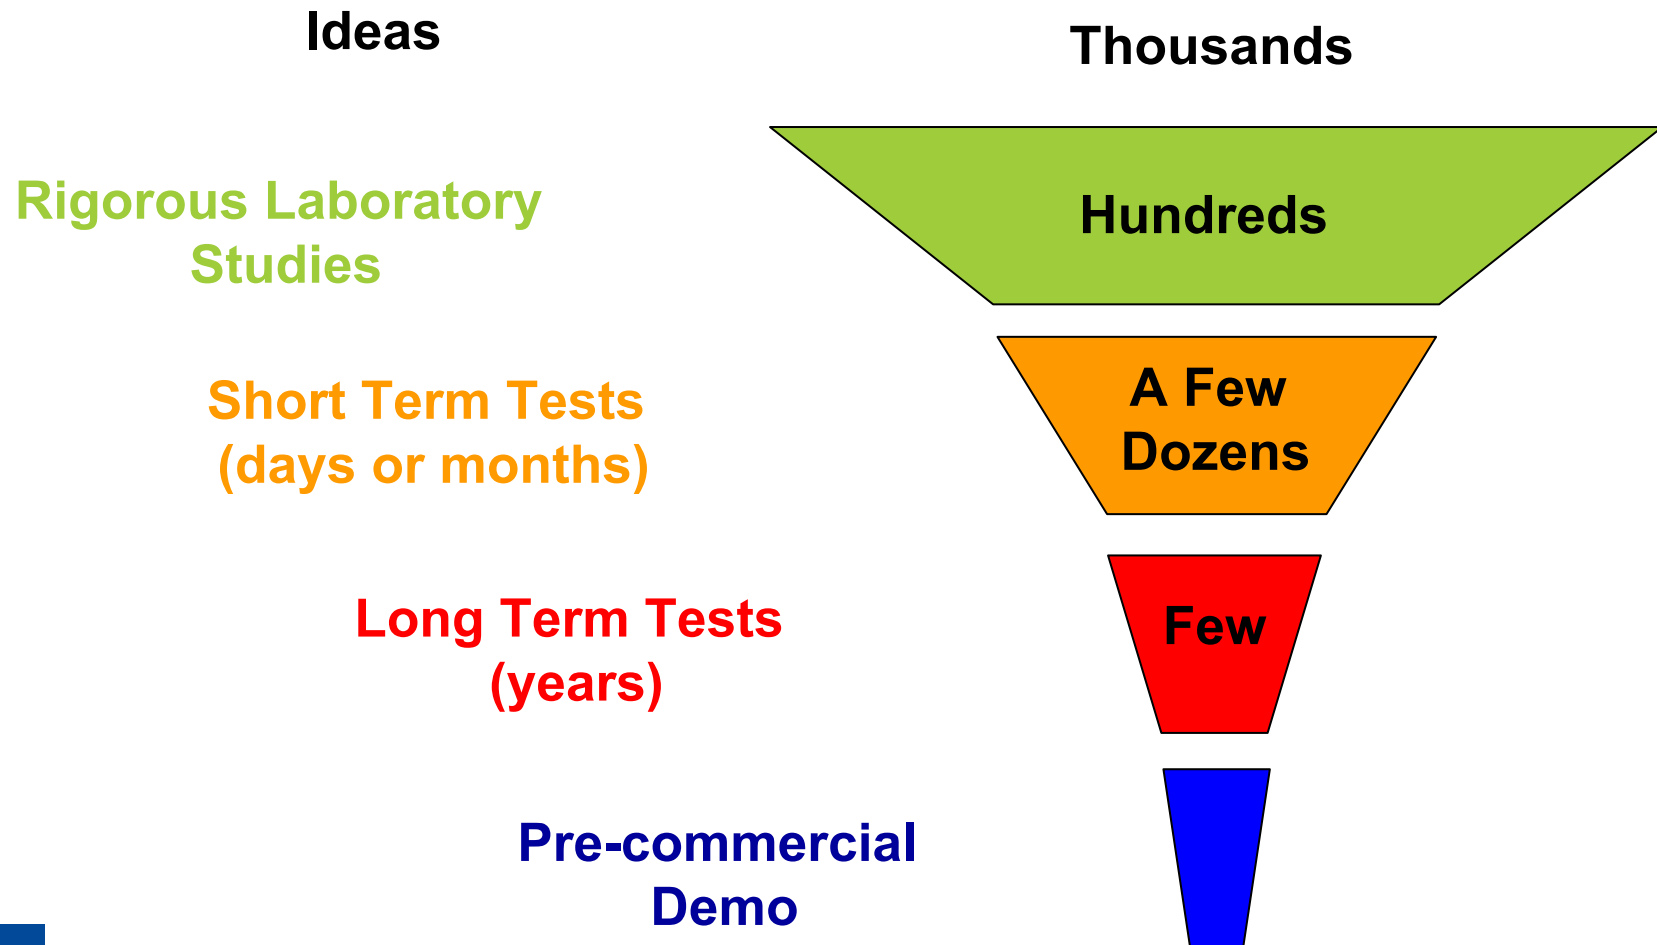 Ideas
Thousands
Rigorous Laboratory
Studies
Hundreds
Short Term Tests
(days or months)
A Few
Dozens
Long Term Tests
(years)
Few
Pre-commercial
Demo